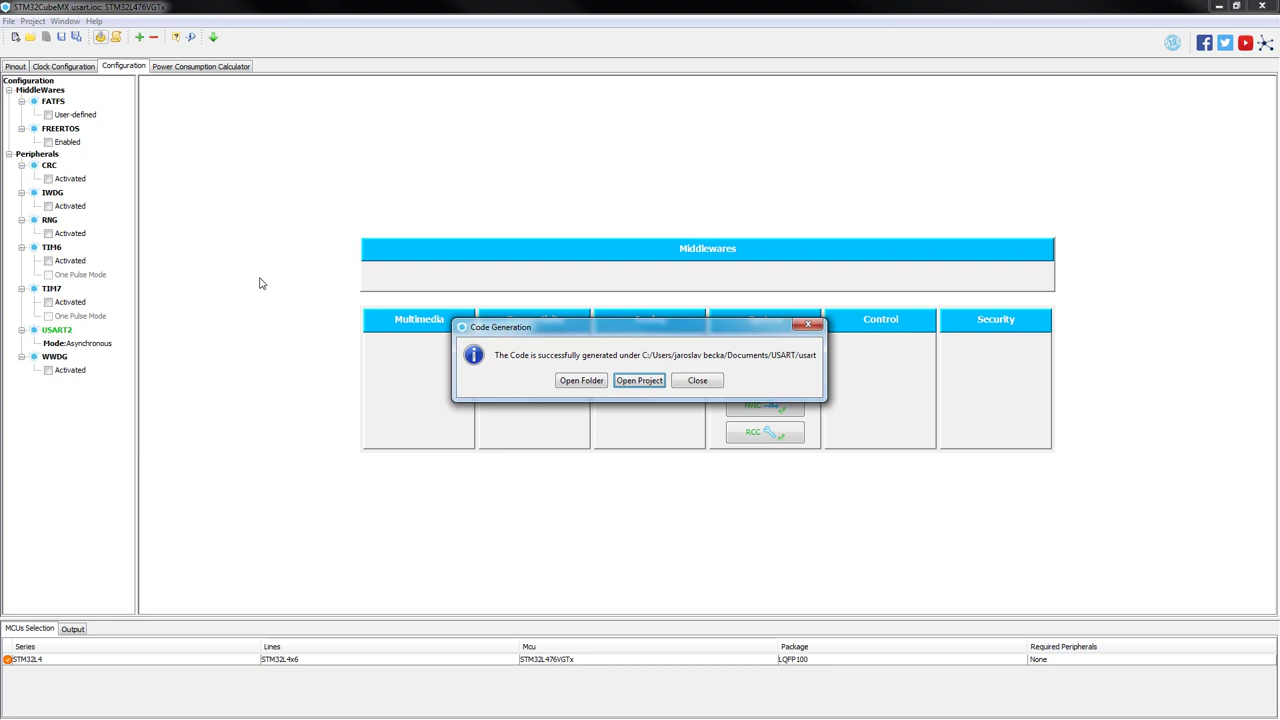 STM32CubeMX usart.ioc: STM32L476VGTx
File Project Window Help
Pinout Clock Configuration Configuration Power Consumption Calculator
Configuration
MiddleWares
FATFS
User-defined
FREERTOS
Enabled
Peripherals
CRC
Activated
IWDG
Activated
RNG
Activated
TIM6
Activated
One Pulse Mode
TIM7
Activated
One Pulse Mode
USART2
Mode:Asynchronous
WWDG
Activated
Middlewares
Multimedia
Control
Security
Code Generation
The Code is successfully generated under C:/Users/jaroslav becka/Documents/USART/usart
Open Folder Open Project Close
NVIC
RCC
MCUs Selection Output
Series Lines Mcu Package Required Peripherals
STM32L4 STM32L4x6 STM32L476VGTx LQFP100 None